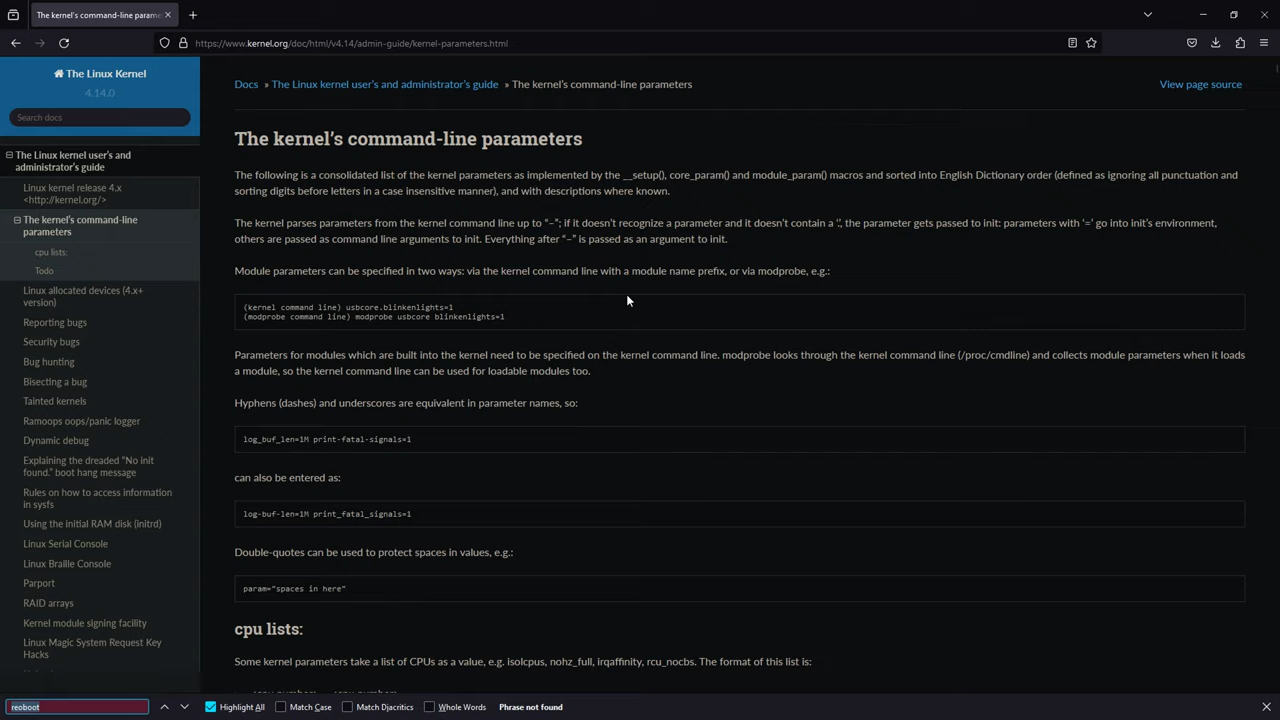 The kernel's command-line parame
https://www.kernel.org/doc/html/v4.14/admin-guide/kernel-parameters.html
The Linux Kernel
4.14.0
Search docs
The Linux kernel user's and
administrator's guide
Linux kernel release 4.x
<http://kernel.org/>
The kernel's command-line
parameters
cpu lists:
Todo
Linux allocated devices (4.x+
version)
Reporting bugs
Security bugs
Bug hunting
Bisecting a bug
Tainted kernels
Ramoops oops/panic logger
Dynamic debug
Explaining the dreaded “No init
found.” boot hang message
Rules on how to access information
in sysfs
Using the initial RAM disk (initrd)
Linux Serial Console
Linux Braille Console
Parport
RAID arrays
Kernel module signing facility
Linux Magic System Request Key
Hacks
Docs » The Linux kernel user's and administrator's guide » The kernel's command-line parameters
View page source
The kernel's command-line parameters
The following is a consolidated list of the kernel parameters as implemented by the __setup(), core_param() and module_param() macros and sorted into English Dictionary order (defined as ignoring all punctuation and
sorting digits before letters in a case insensitive manner), and with descriptions where known.
The kernel parses parameters from the kernel command line up to “–”; if it doesn't recognize a parameter and it doesn't contain a ‘.’, the parameter gets passed to init: parameters with ‘=’ go into init's environment,
others are passed as command line arguments to init. Everything after “–” is passed as an argument to init.
Module parameters can be specified in two ways: via the kernel command line with a module name prefix, or via modprobe, e.g.:
(kernel command line) usbcore.blinkenlights=1
(modprobe command line) modprobe usbcore blinkenlights=1
Parameters for modules which are built into the kernel need to be specified on the kernel command line. modprobe looks through the kernel command line (/proc/cmdline) and collects module parameters when it loads
a module, so the kernel command line can be used for loadable modules too.
Hyphens (dashes) and underscores are equivalent in parameter names, so:
log_buf_len=1M print-fatal-signals=1
can also be entered as:
log-buf-len=1M print_fatal_signals=1
Double-quotes can be used to protect spaces in values, e.g.:
param="spaces in here"
cpu lists:
Some kernel parameters take a list of CPUs as a value, e.g. isolcpus, nohz_full, irqaffinity, rcu_nocbs. The format of this list is:
reoboot
Highlight All
Match Case
Match Diacritics
Whole Words
Phrase not found